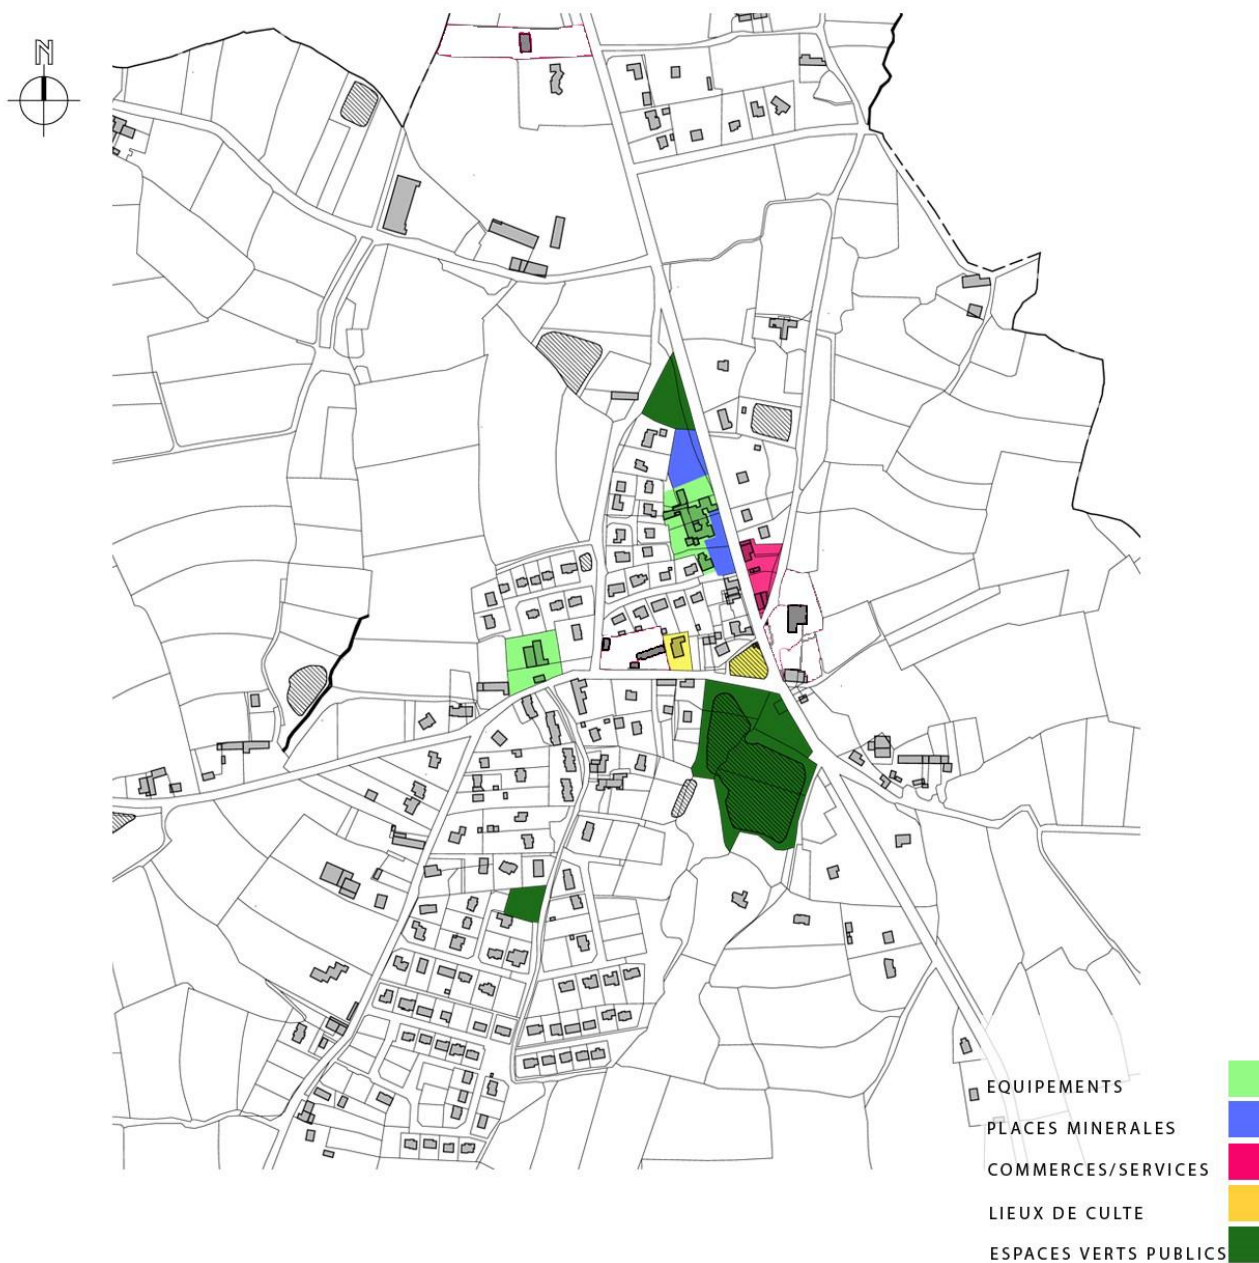 N
EQUIPEMENTS
PLACES MINERALES
COMMERCES/SERVICES
LIEUX DE CULTE
ESPACES VERTS PUBLICS